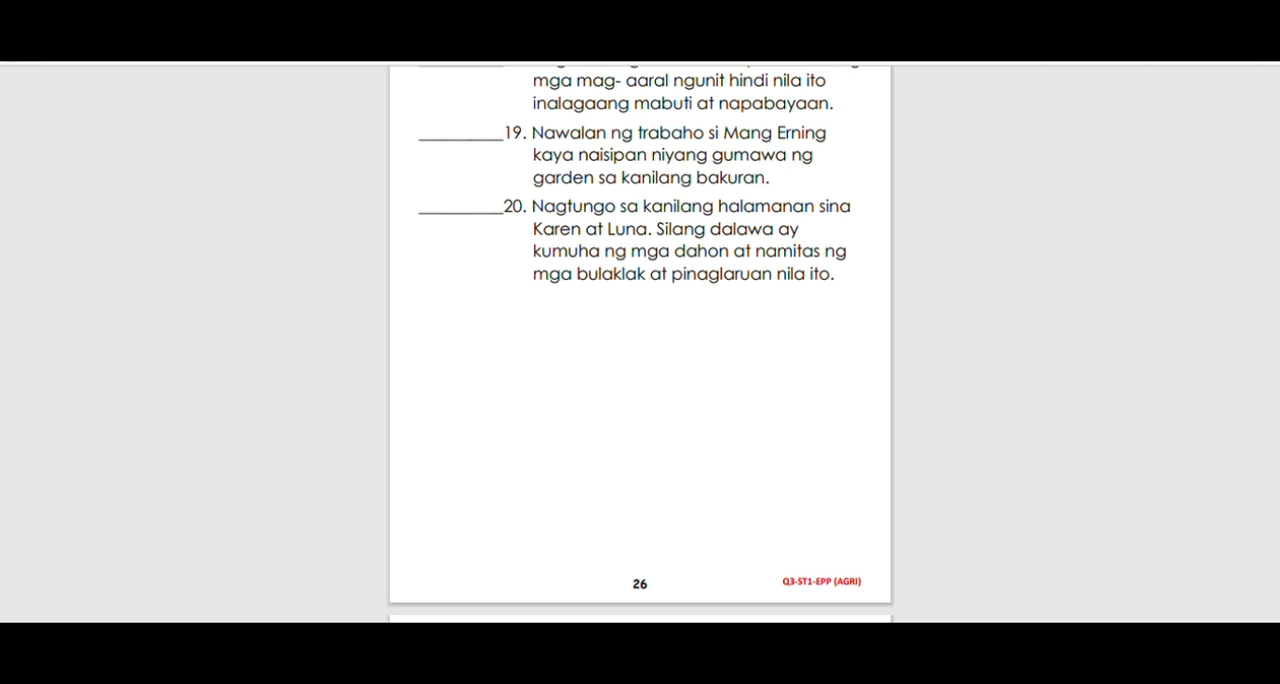 mga mag- aaral ngunit hindi nila ito
inalagaang mabuti at napabayaan.
__________19. Nawalan ng trabaho si Mang Erning
kaya naisipan niyang gumawa ng
garden sa kanilang bakuran.
__________20. Nagtungo sa kanilang halamanan sina
Karen at Luna. Silang dalawa ay
kumuha ng mga dahon at namitas ng
mga bulaklak at pinaglaruan nila ito.
26
Q3-ST1-EPP (AGRI)